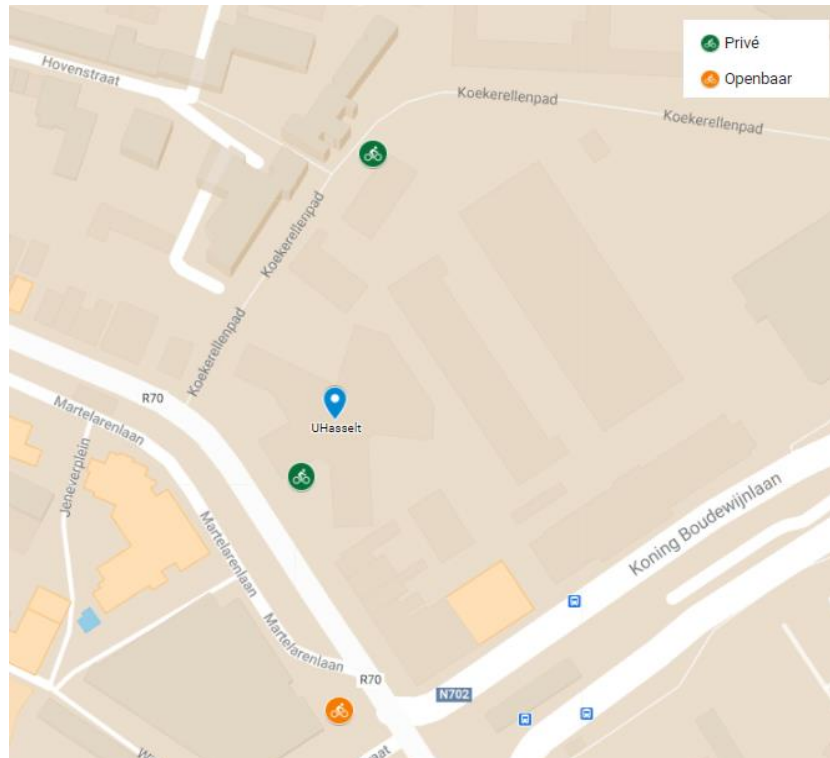 Privé
Openbaar
Hovenstraat
Koekerellenpad
Koekerellenpad
Koekerellenpad
Koekerellenpad
R70
Martelarenlaan
UHasselt
Jeneverplein
Martelarenlaan
Koning Boudewijnlaan
Martelarenlaan
R70
N702